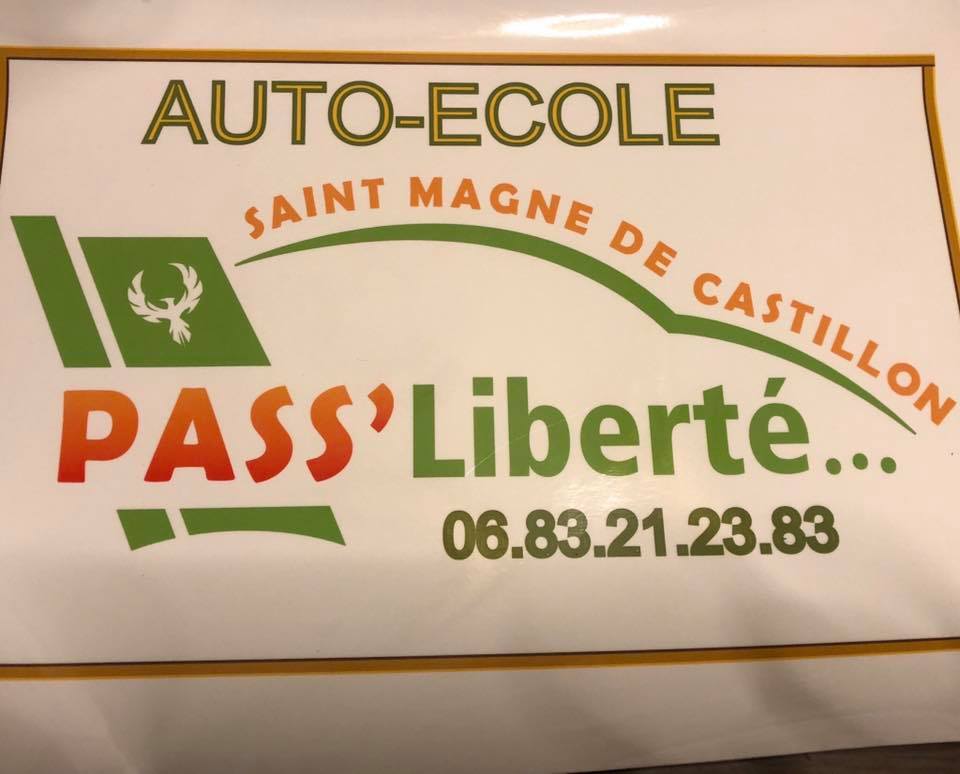 AUTO-ECOLE
SAINT MAGNE DE CASTILLON
PASS'Liberté...
06.83.21.23.83